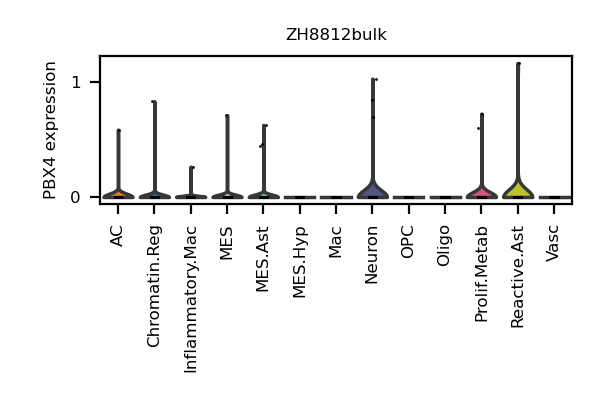 ZH8812bulk
PBX4 expression
1
0
AC
Chromatin.Reg
Inflammatory.Mac
MES
MES.Ast
MES.Hyp
Mac
Neuron
OPC
Oligo
Prolif.Metab
Reactive.Ast
Vasc